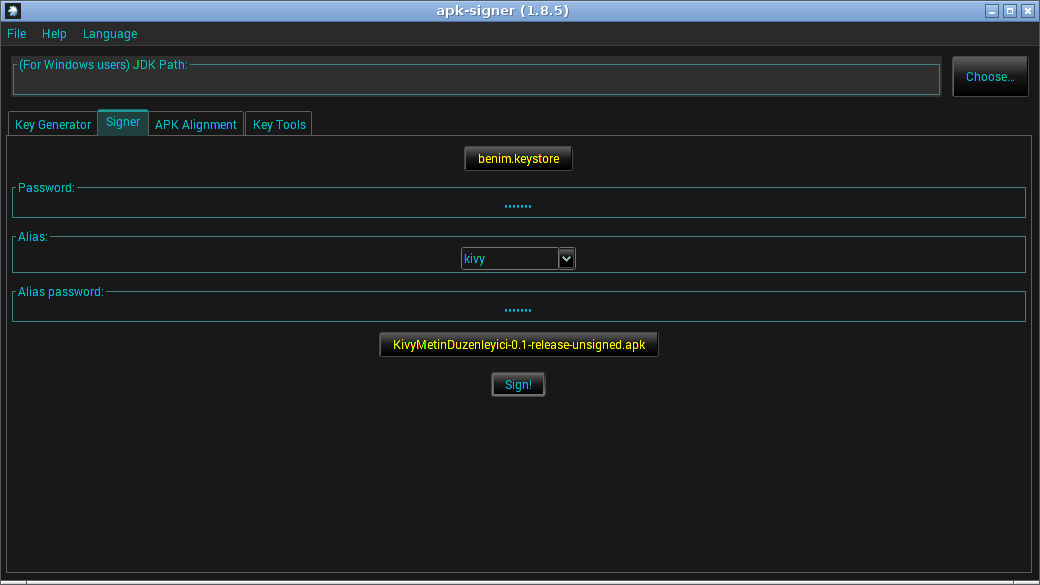 apk-signer (1.8.5)
File Help Language
(For Windows users) JDK Path:
Choose...
Key Generator Signer APK Alignment Key Tools
benim.keystore
Password:
•••••••
Alias:
kivy
Alias password:
•••••••
KivyMetinDuzenleyici-0.1-release-unsigned.apk
Sign!